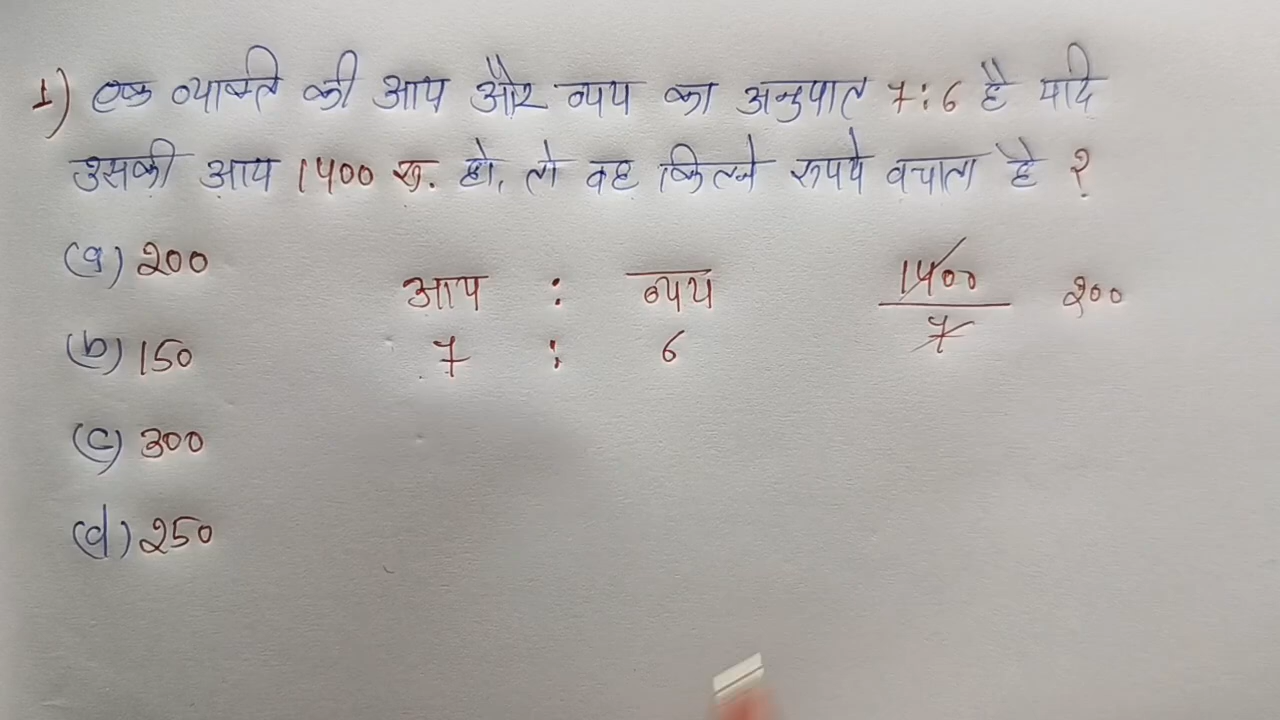 1) एक व्यक्ति की आय और व्यय का अनुपात 7:6 है यदि
उसकी आय 1400 रु. हो, तो वह कितने रुपये बचाता है ?
(a) 200
(b) 150
(c) 300
(d) 250
आय : व्यय
7 : 6
1400
7
200